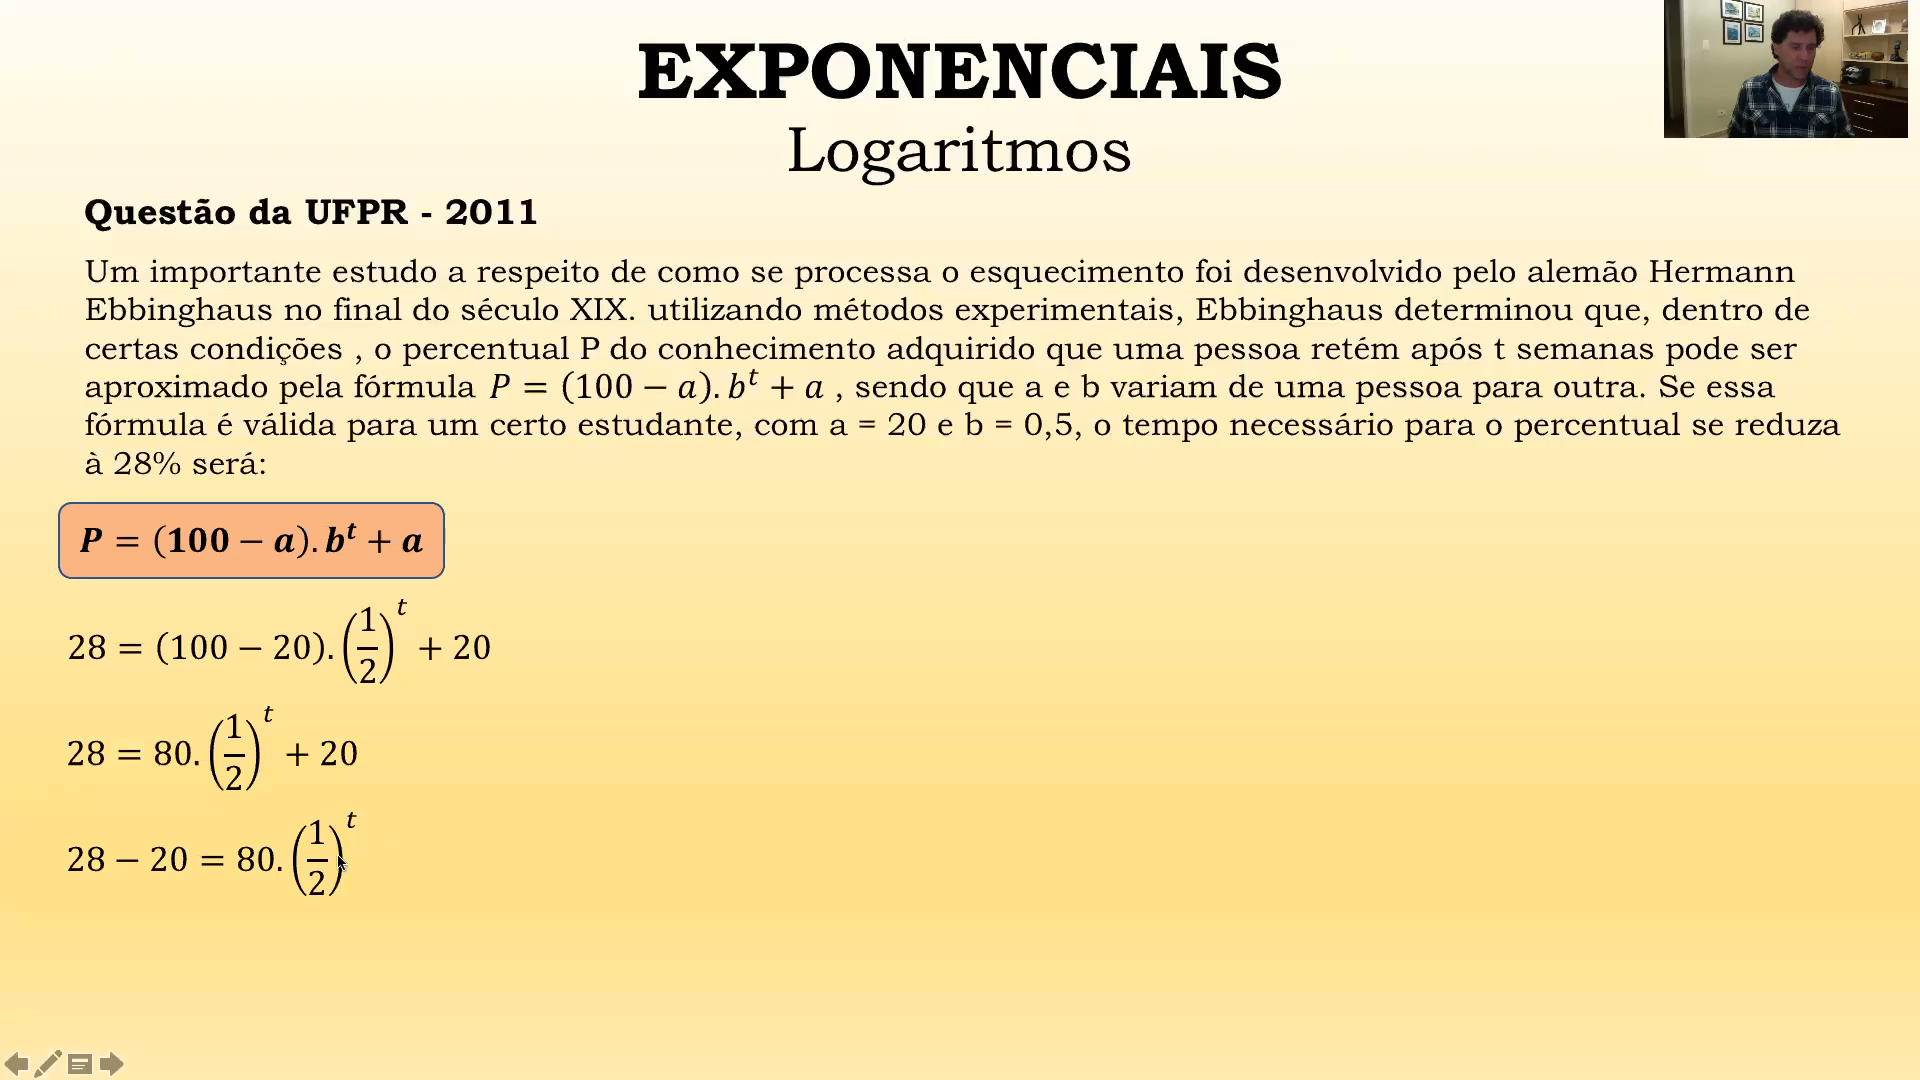 EXPONENCIAIS
Logaritmos
Questão da UFPR - 2011
Um importante estudo a respeito de como se processa o esquecimento foi desenvolvido pelo alemão Hermann
Ebbinghaus no final do século XIX. utilizando métodos experimentais, Ebbinghaus determinou que, dentro de
certas condições , o percentual P do conhecimento adquirido que uma pessoa retém após t semanas pode ser
aproximado pela fórmula P = (100 − a). b^t + a , sendo que a e b variam de uma pessoa para outra. Se essa
fórmula é válida para um certo estudante, com a = 20 e b = 0,5, o tempo necessário para o percentual se reduza
à 28% será:
P = (100 − a). b^t + a
28 = (100 − 20). (1/2)^t + 20
28 = 80. (1/2)^t + 20
28 − 20 = 80. (1/2)^t